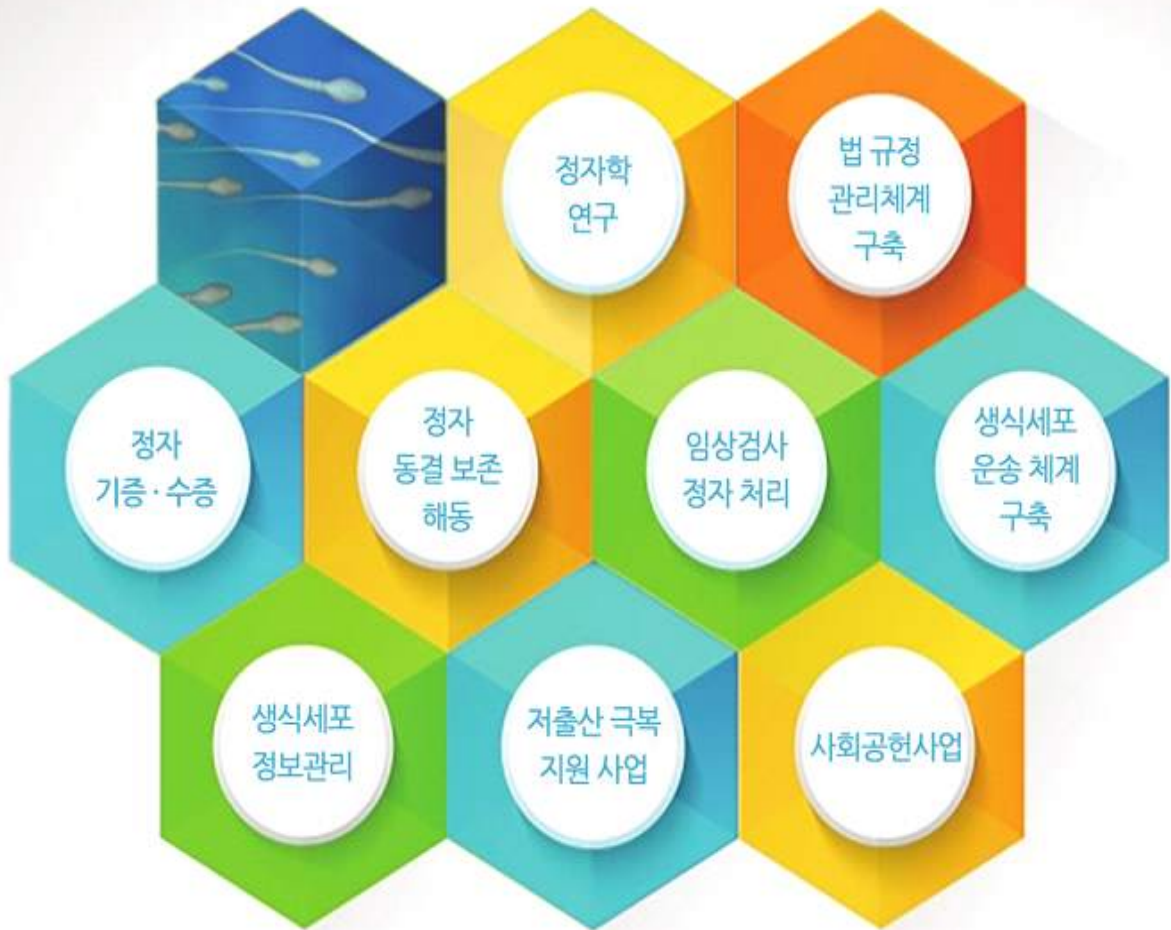 정자학
연구
법 규정
관리체계
구축
정자
기증 · 수증
정자
동결 보존
해동
임상검사
정자 처리
생식세포
운송 체계
구축
생식세포
정보관리
저출산 극복
지원 사업
사회공헌사업